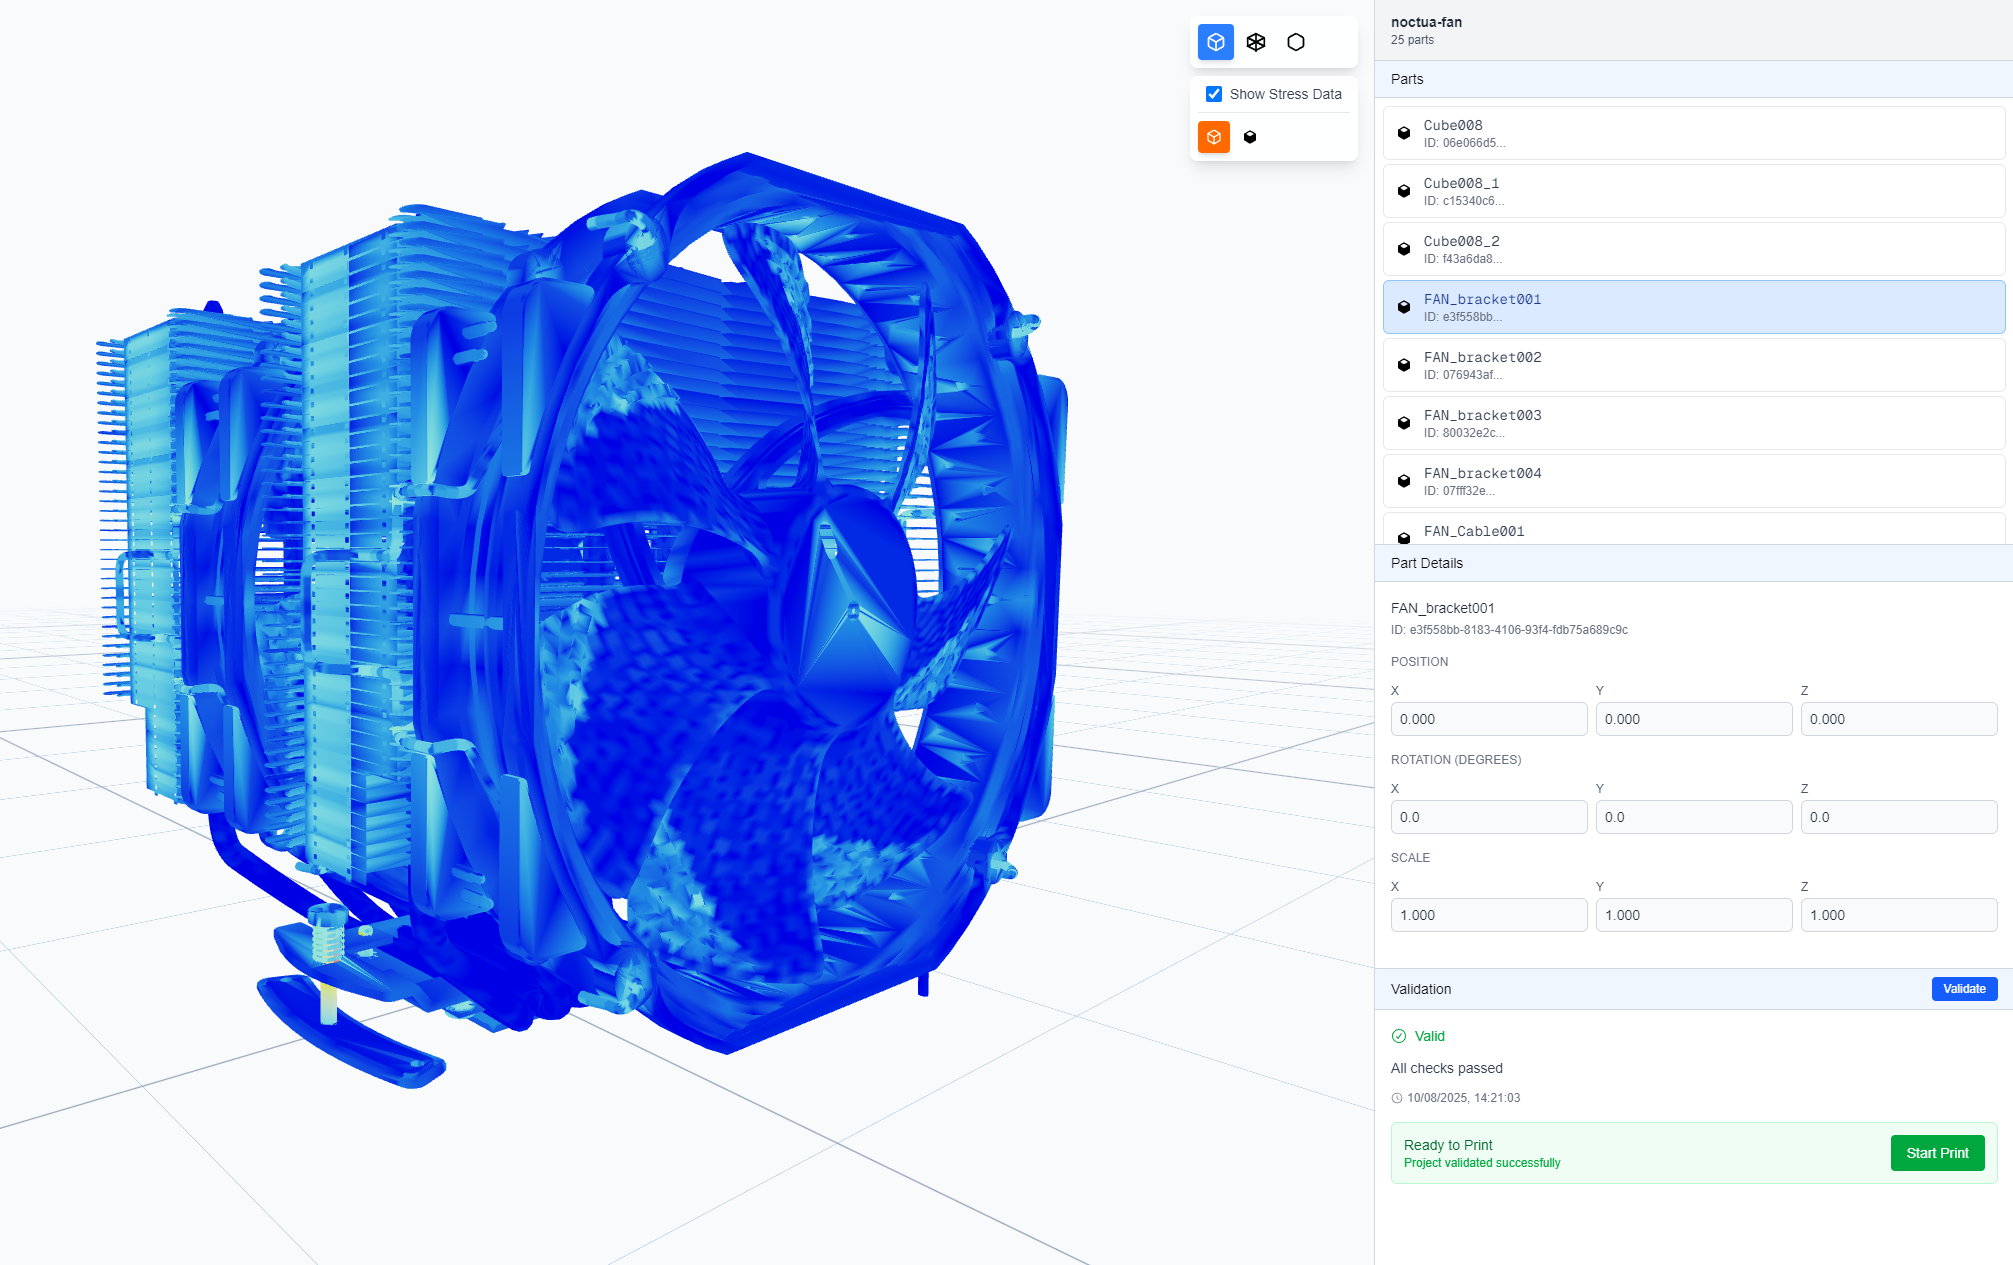 Show Stress Data
noctua-fan
25 parts
Parts
Cube008
ID: 06e066d5...
Cube008_1
ID: c15340c6...
Cube008_2
ID: f43a6da8...
FAN_bracket001
ID: e3f558bb...
FAN_bracket002
ID: 076943af...
FAN_bracket003
ID: 80032e2c...
FAN_bracket004
ID: 07fff32e...
FAN_Cable001
Part Details
FAN_bracket001
ID: e3f558bb-8183-4106-93f4-fdb75a689c9c
POSITION
X Y Z
0.000 0.000 0.000
ROTATION (DEGREES)
X Y Z
0.0 0.0 0.0
SCALE
X Y Z
1.000 1.000 1.000
Validation Validate
Valid
All checks passed
10/08/2025, 14:21:03
Ready to Print
Project validated successfully
Start Print